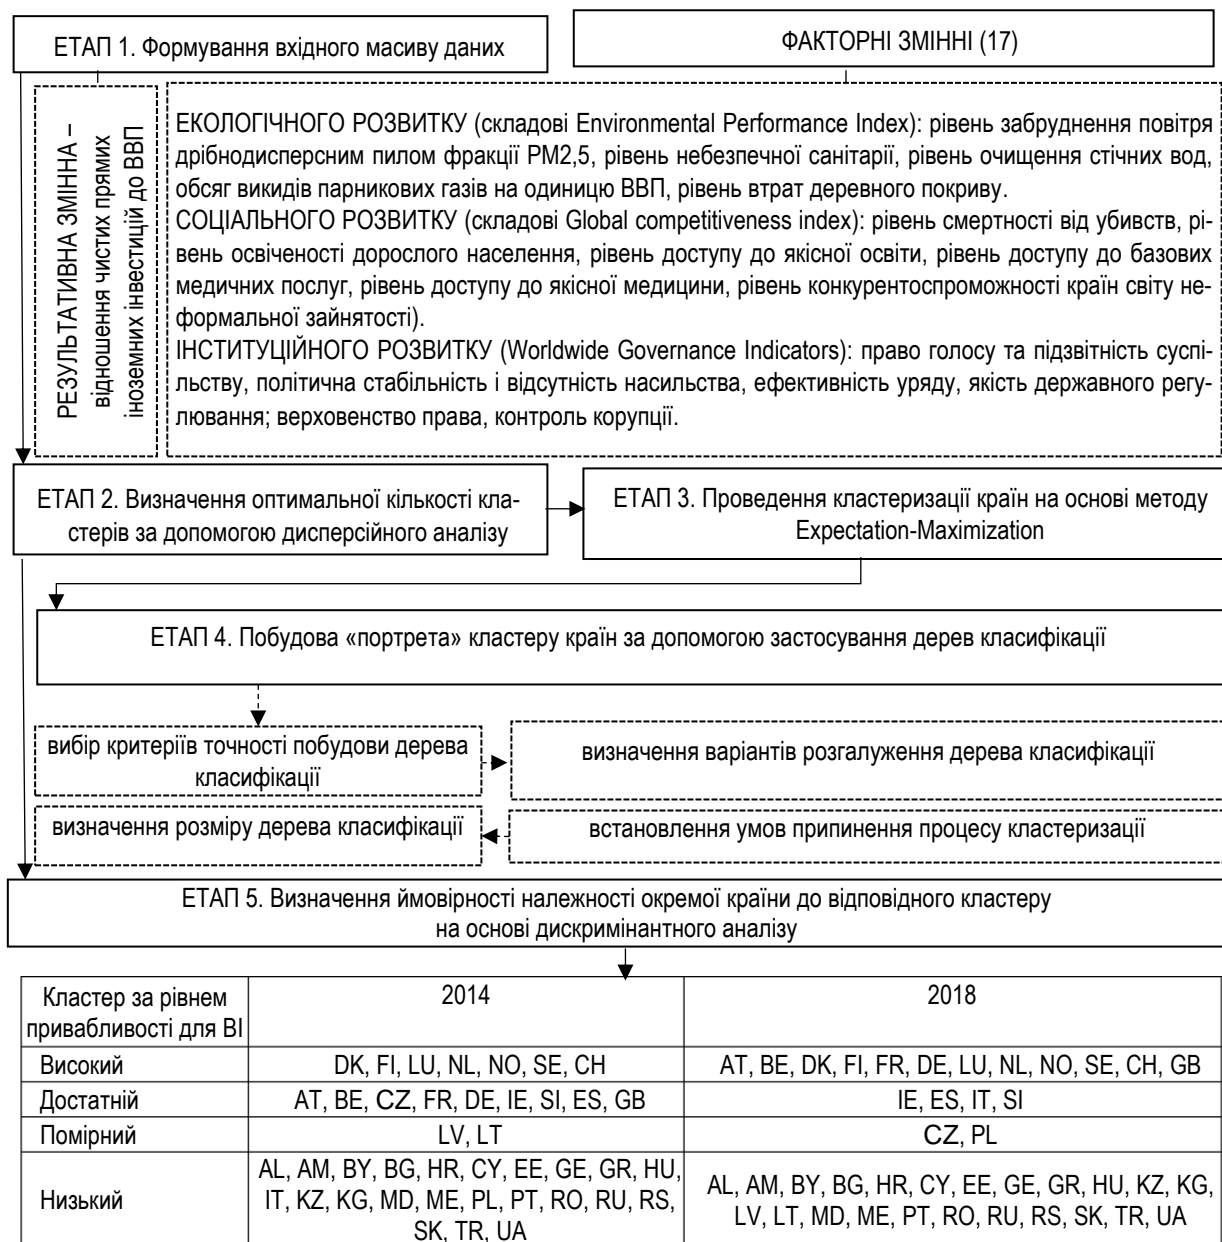 ЕТАП 1. Формування вхідного масиву даних
ФАКТОРНІ ЗМІННІ (17)
РЕЗУЛЬТАТИВНА ЗМІННА –
відношення чистих прямих
іноземних інвестицій до ВВП
ЕКОЛОГІЧНОГО РОЗВИТКУ (складові Environmental Performance Index): рівень забруднення повітря
дрібнодисперсним пилом фракції PM2,5, рівень небезпечної санітарії, рівень очищення стічних вод,
обсяг викидів парникових газів на одиницю ВВП, рівень втрат деревного покриву.
СОЦІАЛЬНОГО РОЗВИТКУ (складові Global competitiveness index): рівень смертності від убивств, рі-
вень освіченості дорослого населення, рівень доступу до якісної освіти, рівень доступу до базових
медичних послуг, рівень доступу до якісної медицини, рівень конкурентоспроможності країн світу не-
формальної зайнятості).
ІНСТИТУЦІЙНОГО РОЗВИТКУ (Worldwide Governance Indicators): право голосу та підзвітність суспі-
льству, політична стабільність і відсутність насильства, ефективність уряду, якість державного регу-
лювання; верховенство права, контроль корупції.
ЕТАП 2. Визначення оптимальної кількості кла-
стерів за допомогою дисперсійного аналізу
ЕТАП 3. Проведення кластеризації країн на основі методу
Expectation-Maximization
ЕТАП 4. Побудова «портрета» кластеру країн за допомогою застосування дерев класифікації
вибір критеріїв точності побудови дерева
класифікації
визначення варіантів розгалуження дерева класифікації
визначення розміру дерева класифікації
встановлення умов припинення процесу кластеризації
ЕТАП 5. Визначення ймовірності належності окремої країни до відповідного кластеру
на основі дискримінантного аналізу
Кластер за рівнем
привабливості для ВІ
2014
2018
Високий
DK, FI, LU, NL, NO, SE, CH
AT, BE, DK, FI, FR, DE, LU, NL, NO, SE, CH, GB
Достатній
AT, BE, CZ, FR, DE, IE, SI, ES, GB
IE, ES, IT, SI
Помірний
LV, LT
CZ, PL
Низький
AL, AM, BY, BG, HR, CY, EE, GE, GR, HU,
IT, KZ, KG, MD, ME, PL, PT, RO, RU, RS,
SK, TR, UA
AL, AM, BY, BG, HR, CY, EE, GE, GR, HU, KZ, KG,
LV, LT, MD, ME, PT, RO, RU, RS, SK, TR, UA